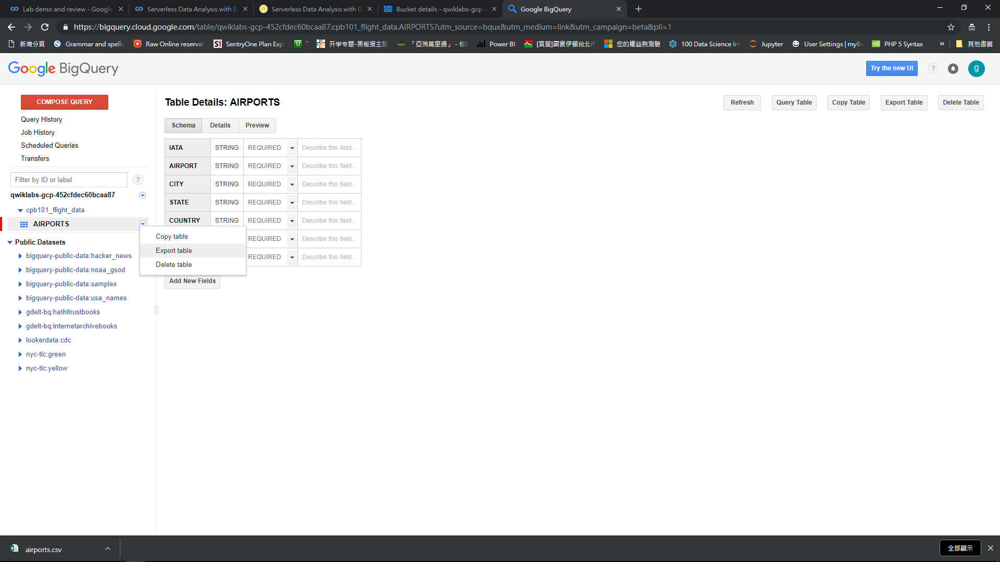 Lab demo and review - Google
Serverless Data Analysis with B
Serverless Data Analysis with B
Bucket details - qwiklabs-gcp-4
Google BigQuery
https://bigquery.cloud.google.com/table/qwiklabs-gcp-452cfdec60bcaa87:cpb101_flight_data.AIRPORTS?utm_source=bqux&utm_medium=link&utm_campaign=beta&pli=1
新增分頁
Grammar and spello
Raw Online reservat
S1 SentryOne Plan Expl
U `
开学专题-黑板报主题
「亞洲萬里通」 - 你的
Power BI
[買屋]國賓伊頓台北市
您的權益與測驗
100 Data Science Int
Jupyter
User Settings | myBa
w3 PHP 5 Syntax
»
其他書籤
Google BigQuery
Try the new UI
?
g
COMPOSE QUERY
Query History
Job History
Scheduled Queries
Transfers
Filter by ID or label
?
qwiklabs-gcp-452cfdec60bcaa87
cpb101_flight_data
AIRPORTS
Public Datasets
bigquery-public-data:hacker_news
bigquery-public-data:noaa_gsod
bigquery-public-data:samples
bigquery-public-data:usa_names
gdelt-bq:hathitrustbooks
gdelt-bq:internetarchivebooks
lookerdata:cdc
nyc-tlc:green
nyc-tlc:yellow
Copy table
Export table
Delete table
Table Details: AIRPORTS
Refresh
Query Table
Copy Table
Export Table
Delete Table
Schema
Details
Preview
IATA STRING REQUIRED Describe this field...
AIRPORT STRING REQUIRED Describe this field...
CITY STRING REQUIRED Describe this field...
STATE STRING REQUIRED Describe this field...
COUNTRY STRING REQUIRED Describe this field...
REQUIRED Describe this field...
REQUIRED Describe this field...
Add New Fields
airports.csv
全部顯示